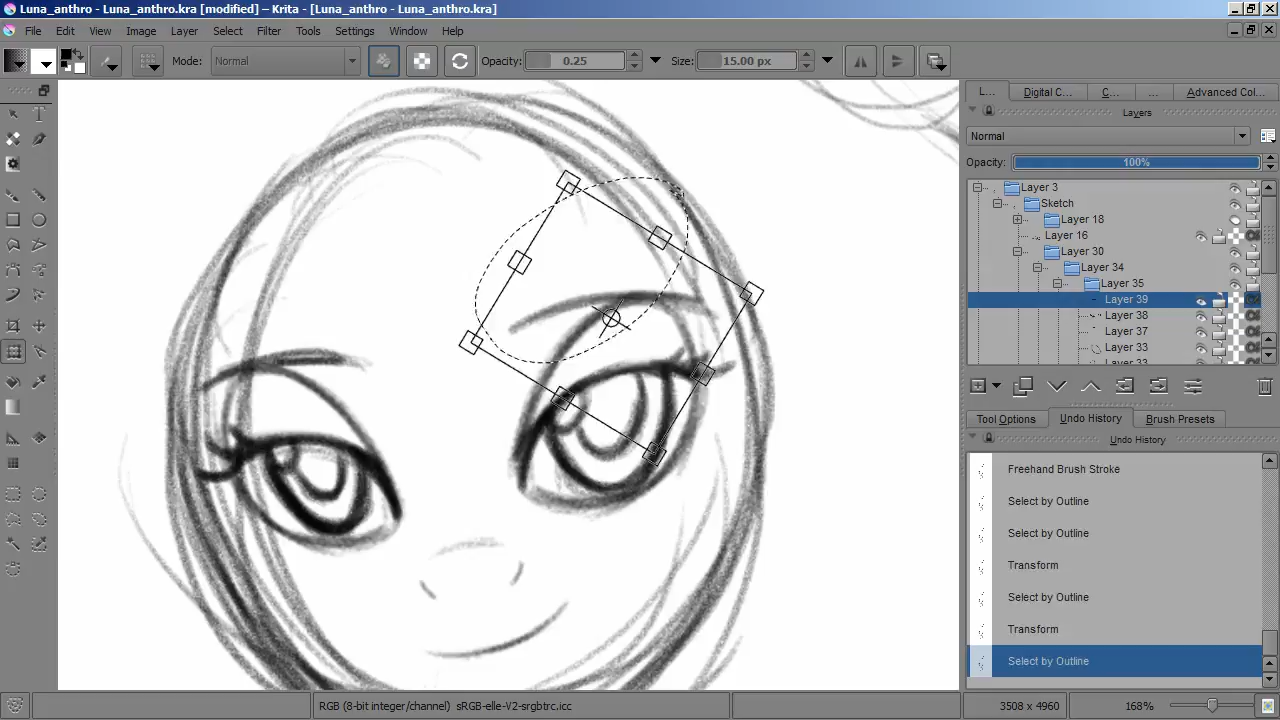 Luna_anthro - Luna_anthro.kra [modified] – Krita - [Luna_anthro - Luna_anthro.kra]
File Edit View Image Layer Select Filter Tools Settings Window Help
Mode: Normal Opacity: 0.25 Size: 15.00 px
L... Digital C... C... ... Advanced Col...
Layers
Normal
Opacity: 100%
Layer 3
Sketch
Layer 18
Layer 16
Layer 30
Layer 34
Layer 35
Layer 39
Layer 38
Layer 37
Layer 33
Tool Options Undo History Brush Presets
Undo History
Freehand Brush Stroke
Select by Outline
Select by Outline
Transform
Select by Outline
Transform
Select by Outline
RGB (8-bit integer/channel) sRGB-elle-V2-srgbtrc.icc 3508 x 4960 168%